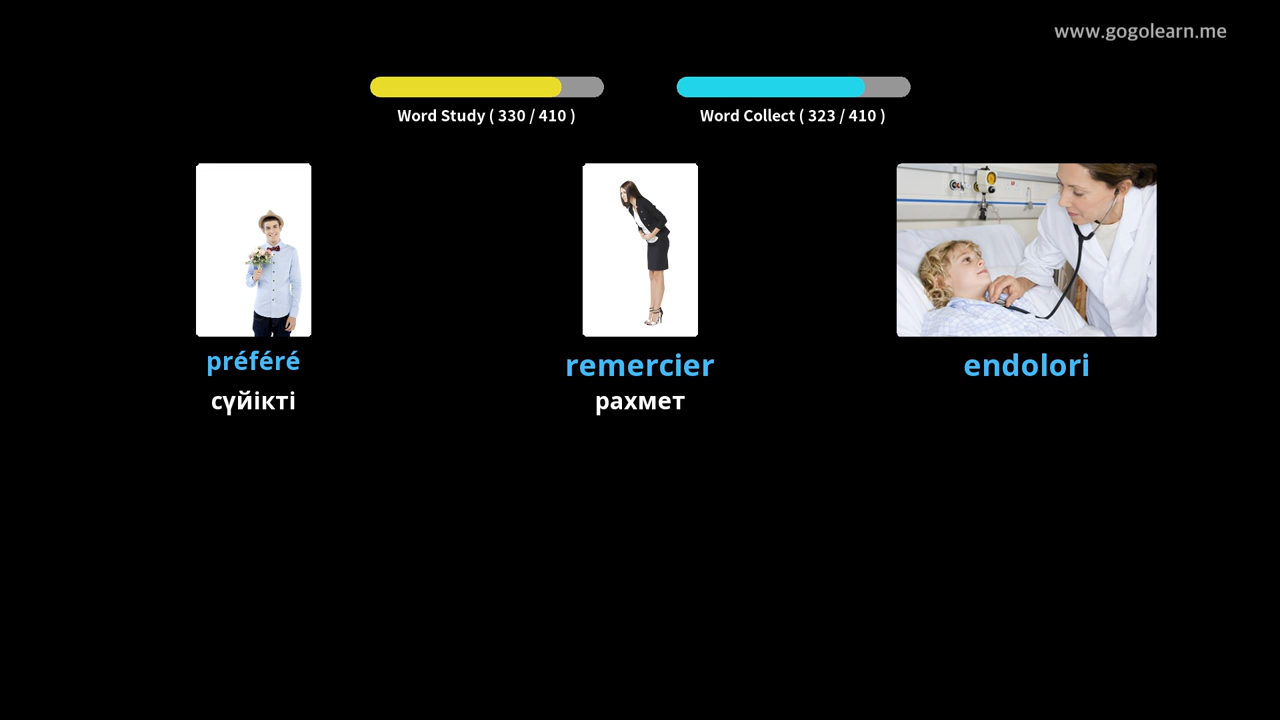 www.gogolearn.me
Word Study ( 330 / 410 )
Word Collect ( 323 / 410 )
préféré
remercier
endolori
сүйікті
рахмет